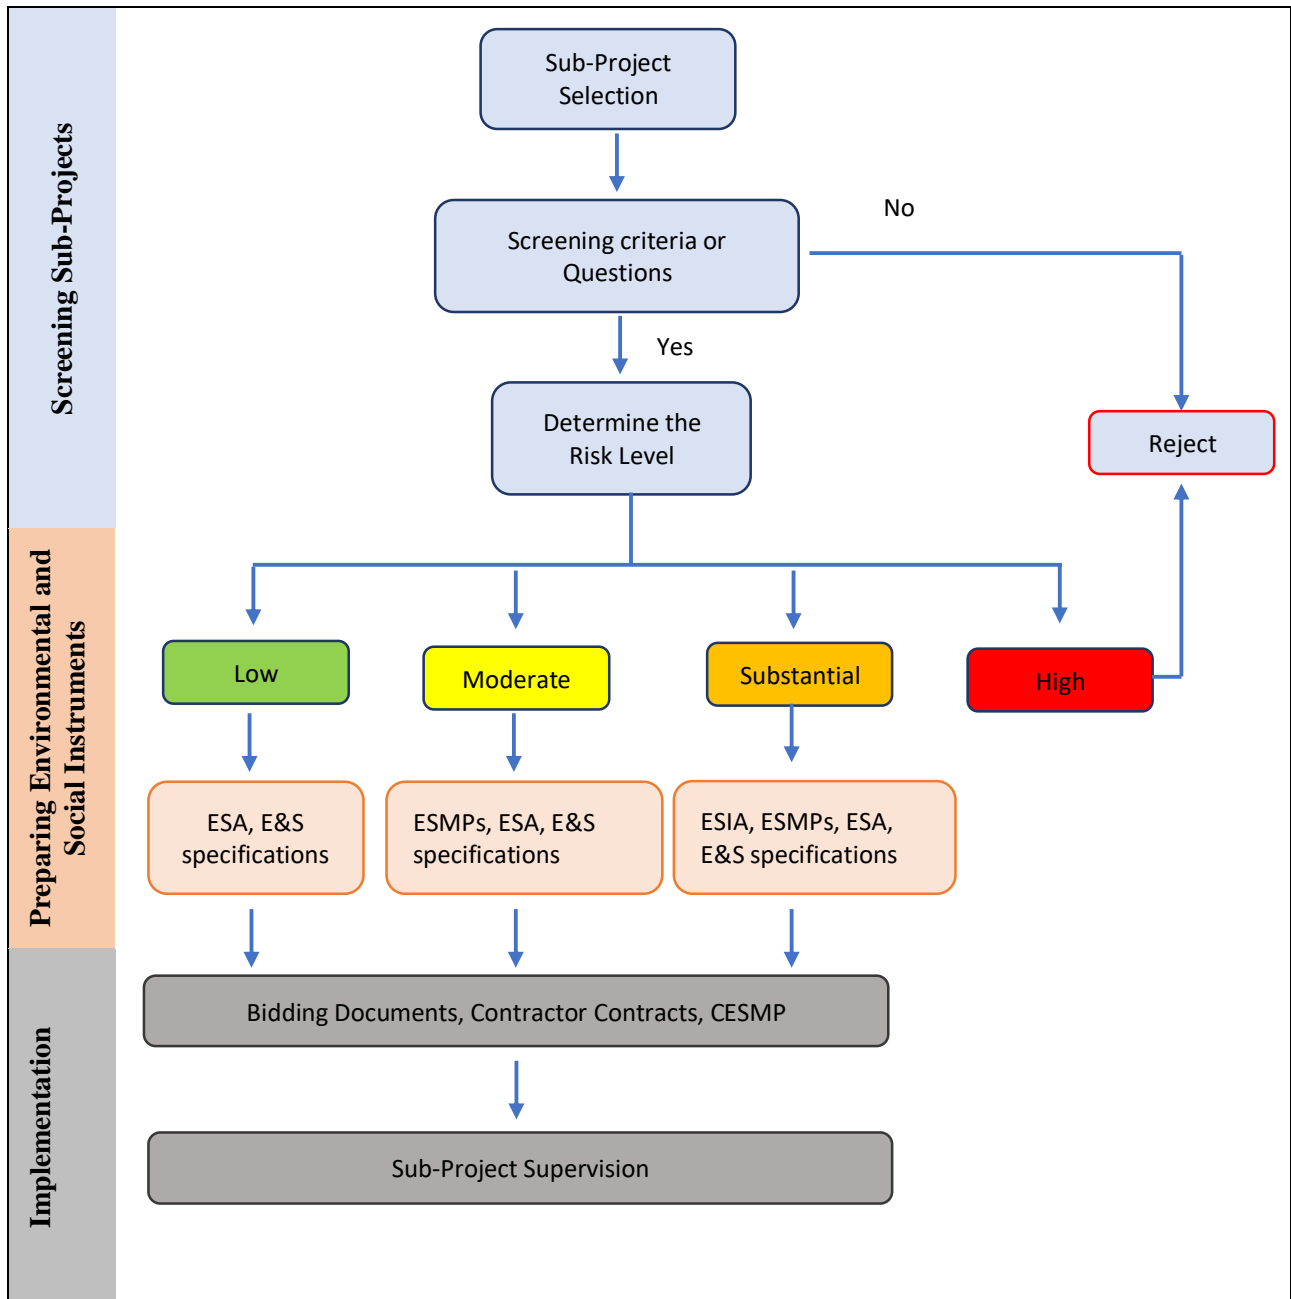 Screening Sub-Projects
Sub-Project
Selection
No
Screening criteria or
Questions
Yes
Determine the
Risk Level
Reject
Preparing Environmental and
Social Instruments
Low
Moderate
Substantial
High
ESA, E&S
specifications
ESMPs, ESA, E&S
specifications
ESIA, ESMPs, ESA,
E&S specifications
Implementation
Bidding Documents, Contractor Contracts, CESMP
Sub-Project Supervision